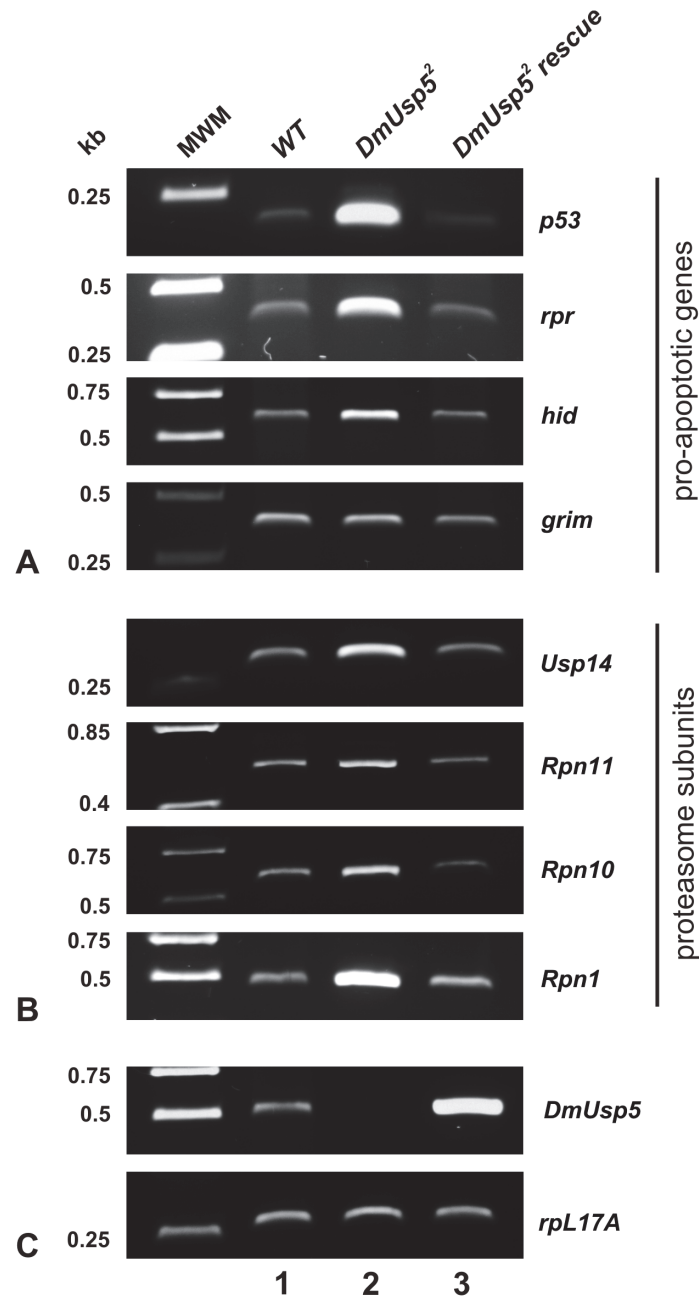 kb MWM WT DmUsp5² DmUsp5² rescue
0.25 p53
0.5 rpr
0.25
0.75 hid
0.5
0.5 grim
0.25
pro-apoptotic genes
A
Usp14
0.25
0.85 Rpn11
0.4
0.75 Rpn10
0.5
0.75
0.5 Rpn1
proteasome subunits
B
0.75
0.5 DmUsp5
rpL17A
0.25
C
1 2 3